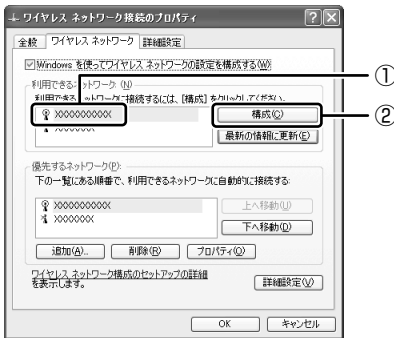 ワイヤレス ネットワーク接続のプロパティ
全般 ワイヤレス ネットワーク 詳細設定
Windows を使ってワイヤレス ネットワークの設定を構成する(W)
利用できるネットワーク(N)
利用できるネットワークに接続するには、[構成] をクリックしてください。
①
XXXXXXXXXX 構成(C)
②
XXXXXXX 最新の情報に更新(E)
優先するネットワーク(P):
下の一覧にある順番で、利用できるネットワークに自動的に接続する:
XXXXXXXXXX 上へ移動(U)
XXXXXXX 下へ移動(D)
追加(A)... 削除(R) プロパティ(O)
ワイヤレス ネットワーク構成のセットアップの詳細
を表示します。 詳細設定(V)
OK キャンセル